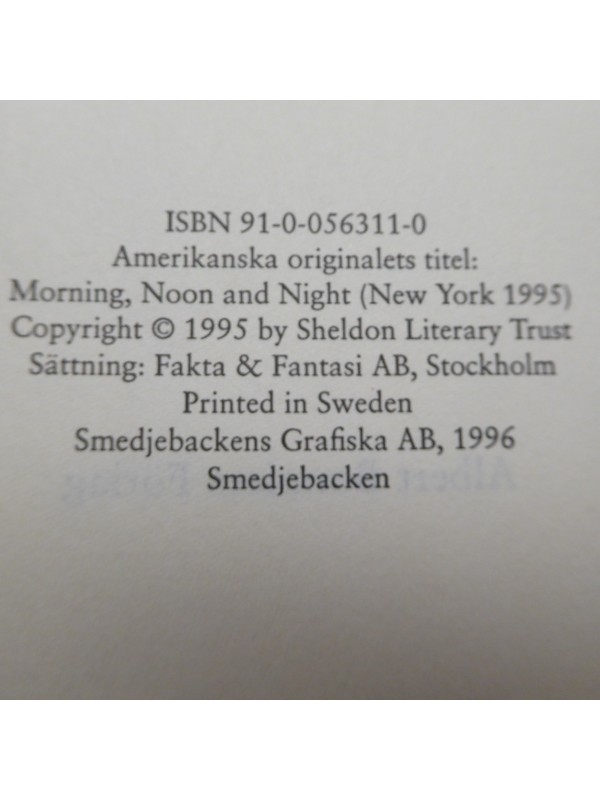 ISBN 91-0-056311-0
Amerikanska originalets titel:
Morning, Noon and Night (New York 1995)
Copyright © 1995 by Sheldon Literary Trust
Sättning: Fakta & Fantasi AB, Stockholm
Printed in Sweden
Smedjebackens Grafiska AB, 1996
Smedjebacken